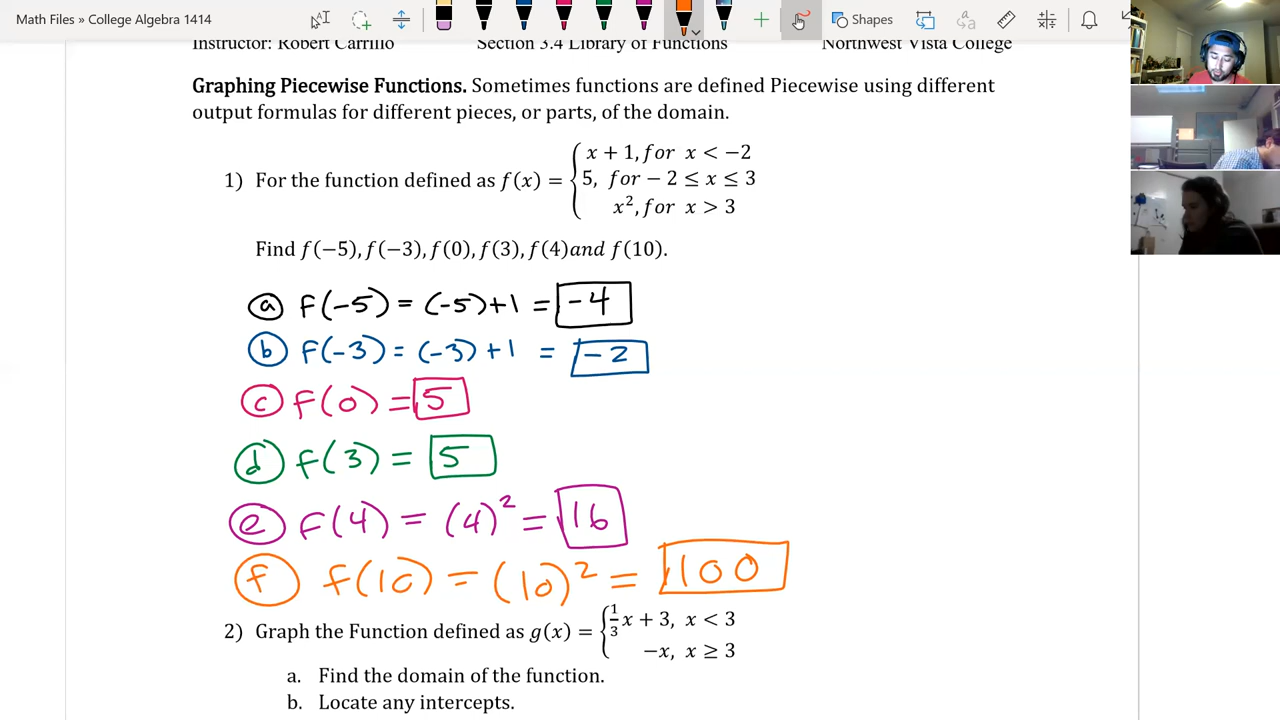 Math Files » College Algebra 1414
Shapes
Instructor: Robert Carrillo Section 3.4 Library of Functions Northwest Vista College
Graphing Piecewise Functions. Sometimes functions are defined Piecewise using different
output formulas for different pieces, or parts, of the domain.
x + 1, for x < −2
1) For the function defined as f(x) = { 5, for − 2 ≤ x ≤ 3
x², for x > 3
Find f(−5), f(−3), f(0), f(3), f(4)and f(10).
(a) f(-5) = (-5)+1 = -4
(b) f(-3) = (-3)+1 = -2
(c) f(0) = 5
(d) f(3) = 5
(e) f(4) = (4)² = 16
(f) f(10) = (10)² = 100
1/3 x + 3, x < 3
2) Graph the Function defined as g(x) = {
−x, x ≥ 3
a. Find the domain of the function.
b. Locate any intercepts.